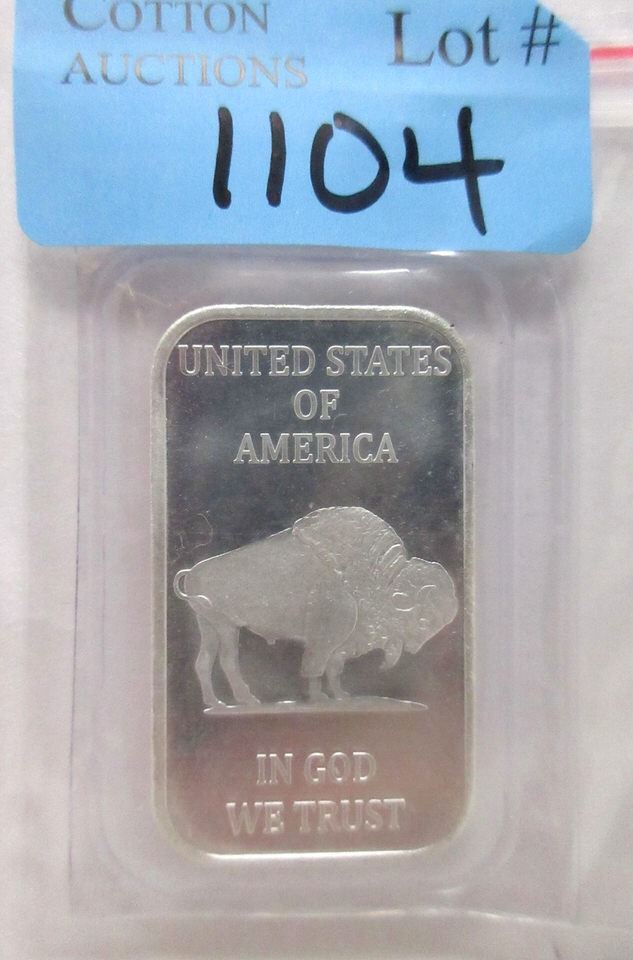 COTTON
AUCTIONS
Lot #
1104
UNITED STATES
OF
AMERICA
IN GOD
WE TRUST